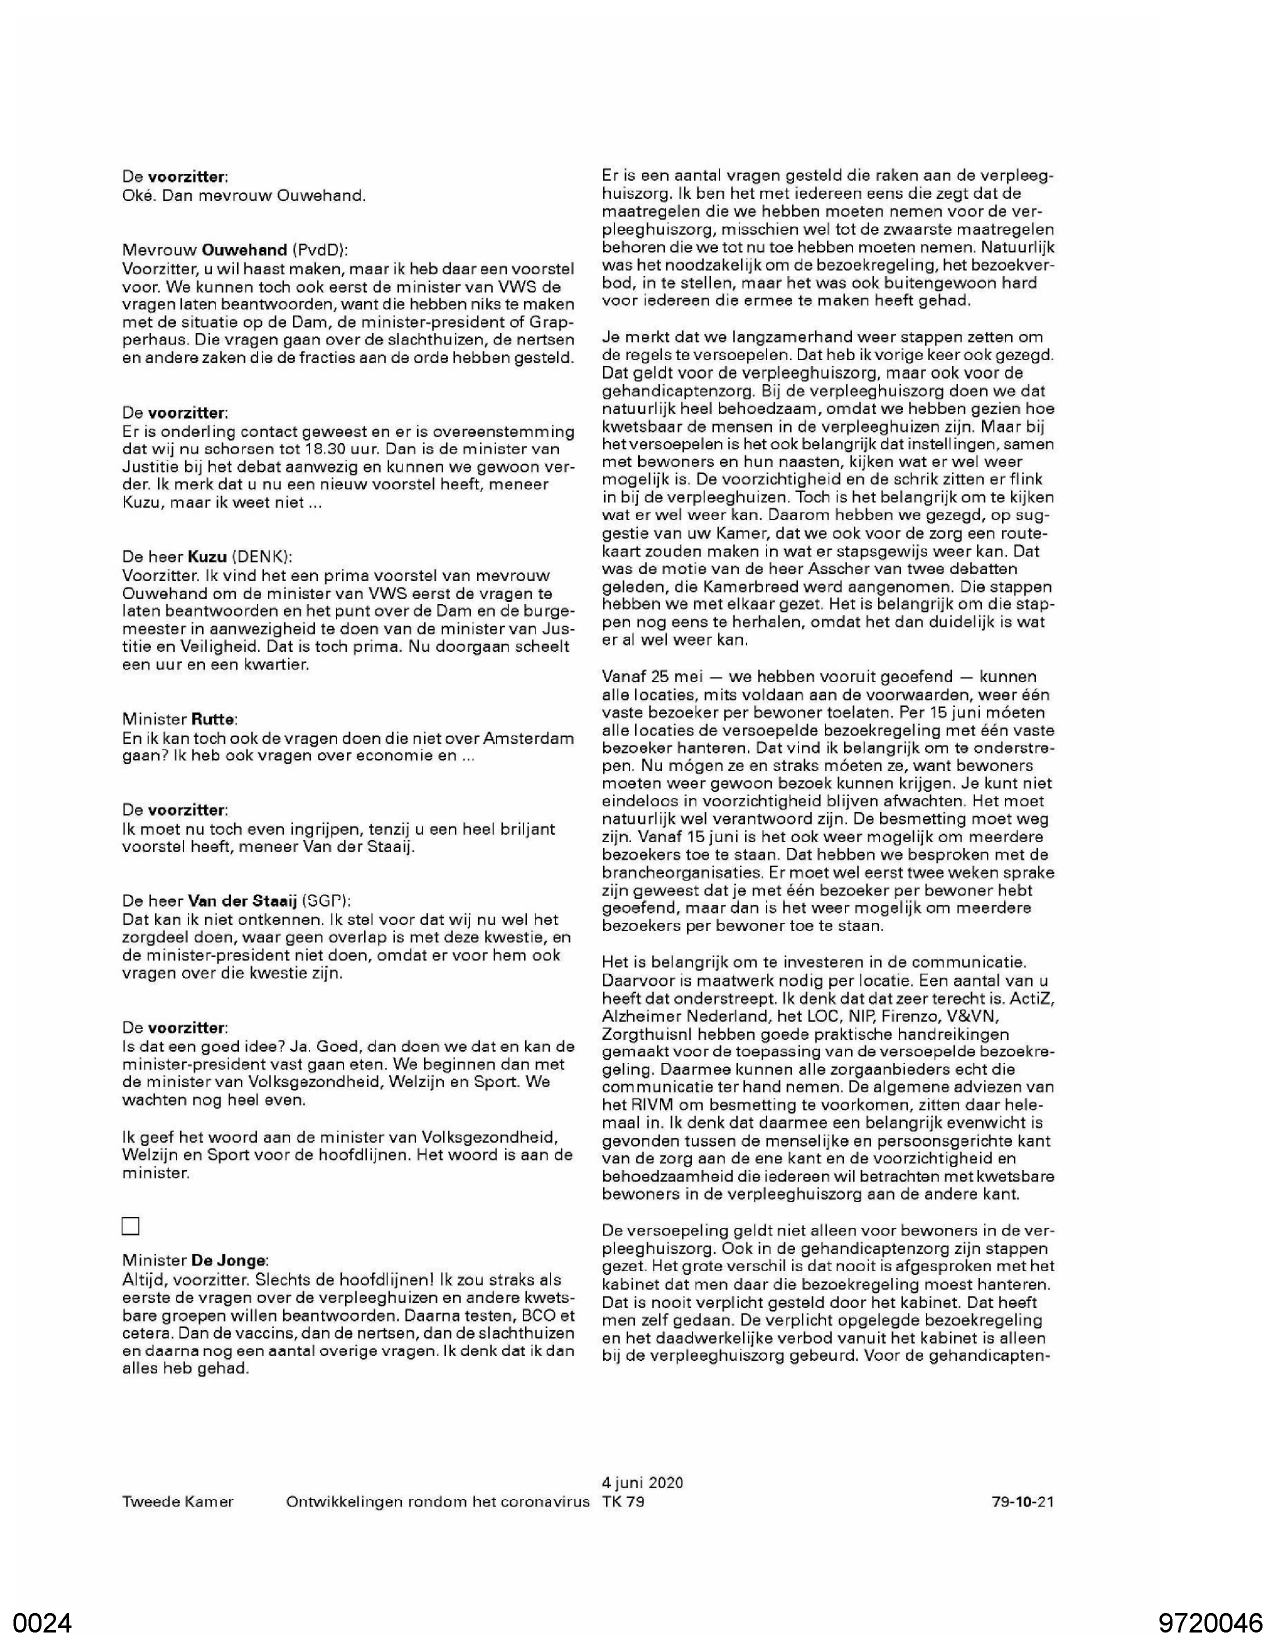 De voorzitter:
Oké. Dan mevrouw Ouwehand.
Mevrouw Ouwehand (PvdD):
Voorzitter, u wil haast maken, maar ik heb daar een voorstel
voor. We kunnen toch ook eerst de minister van VWS de
vragen laten beantwoorden, want die hebben niks te maken
met de situatie op de Dam, de minister-president of Grap-
perhaus. Die vragen gaan over de slachthuizen, de nertsen
en andere zaken die de fracties aan de orde hebben gesteld.
De voorzitter:
Er is onderling contact geweest en er is overeenstemming
dat wij nu schorsen tot 18.30 uur. Dan is de minister van
Justitie bij het debat aanwezig en kunnen we gewoon ver-
der. Ik merk dat u nu een nieuw voorstel heeft, meneer
Kuzu, maar ik weet niet ...
De heer Kuzu (DENK):
Voorzitter. Ik vind het een prima voorstel van mevrouw
Ouwehand om de minister van VWS eerst de vragen te
laten beantwoorden en het punt over de Dam en de burge-
meester in aanwezigheid te doen van de minister van Jus-
titie en Veiligheid. Dat is toch prima. Nu doorgaan scheelt
een uur en een kwartier.
Minister Rutte:
En ik kan toch ook de vragen doen die niet over Amsterdam
gaan? Ik heb ook vragen over economie en ...
De voorzitter:
Ik moet nu toch even ingrijpen, tenzij u een heel briljant
voorstel heeft, meneer Van der Staaij.
De heer Van der Staaij (SGP):
Dat kan ik niet ontkennen. Ik stel voor dat wij nu wel het
zorgdeel doen, waar geen overlap is met deze kwestie, en
de minister-president niet doen, omdat er voor hem ook
vragen over die kwestie zijn.
De voorzitter:
Is dat een goed idee? Ja. Goed, dan doen we dat en kan de
minister-president vast gaan eten. We beginnen dan met
de minister van Volksgezondheid, Welzijn en Sport. We
wachten nog heel even.
Ik geef het woord aan de minister van Volksgezondheid,
Welzijn en Sport voor de hoofdlijnen. Het woord is aan de
minister.
Minister De Jonge:
Altijd, voorzitter. Slechts de hoofdlijnen! Ik zou straks als
eerste de vragen over de verpleeghuizen en andere kwets-
bare groepen willen beantwoorden. Daarna testen, BCO et
cetera. Dan de vaccins, dan de nertsen, dan de slachthuizen
en daarna nog een aantal overige vragen. Ik denk dat ik dan
alles heb gehad.
Er is een aantal vragen gesteld die raken aan de verpleeg-
huiszorg. Ik ben het met iedereen eens die zegt dat de
maatregelen die we hebben moeten nemen voor de ver-
pleeghuiszorg, misschien wel tot de zwaarste maatregelen
behoren die we tot nu toe hebben moeten nemen. Natuurlijk
was het noodzakelijk om de bezoekregeling, het bezoekver-
bod, in te stellen, maar het was ook buitengewoon hard
voor iedereen die ermee te maken heeft gehad.
Je merkt dat we langzamerhand weer stappen zetten om
de regels te versoepelen. Dat heb ik vorige keer ook gezegd.
Dat geldt voor de verpleeghuiszorg, maar ook voor de
gehandicaptenzorg. Bij de verpleeghuiszorg doen we dat
natuurlijk heel behoedzaam, omdat we hebben gezien hoe
kwetsbaar de mensen in de verpleeghuizen zijn. Maar bij
het versoepelen is het ook belangrijk dat instellingen, samen
met bewoners en hun naasten, kijken wat er wel weer
mogelijk is. De voorzichtigheid en de schrik zitten er flink
in bij de verpleeghuizen. Toch is het belangrijk om te kijken
wat er wel weer kan. Daarom hebben we gezegd, op sug-
gestie van uw Kamer, dat we ook voor de zorg een route-
kaart zouden maken in wat er stapsgewijs weer kan. Dat
was de motie van de heer Asscher van twee debatten
geleden, die Kamerbreed werd aangenomen. Die stappen
hebben we met elkaar gezet. Het is belangrijk om die stap-
pen nog eens te herhalen, omdat het dan duidelijk is wat
er al wel weer kan.
Vanaf 25 mei — we hebben vooruit geoefend — kunnen
alle locaties, mits voldaan aan de voorwaarden, weer één
vaste bezoeker per bewoner toelaten. Per 15 juni móeten
alle locaties de versoepelde bezoekregeling met één vaste
bezoeker hanteren. Dat vind ik belangrijk om te onderstre-
pen. Nu mógen ze en straks móeten ze, want bewoners
moeten weer gewoon bezoek kunnen krijgen. Je kunt niet
eindeloos in voorzichtigheid blijven afwachten. Het moet
natuurlijk wel verantwoord zijn. De besmetting moet weg
zijn. Vanaf 15 juni is het ook weer mogelijk om meerdere
bezoekers toe te staan. Dat hebben we besproken met de
brancheorganisaties. Er moet wel eerst twee weken sprake
zijn geweest dat je met één bezoeker per bewoner hebt
geoefend, maar dan is het weer mogelijk om meerdere
bezoekers per bewoner toe te staan.
Het is belangrijk om te investeren in de communicatie.
Daarvoor is maatwerk nodig per locatie. Een aantal van u
heeft dat onderstreept. Ik denk dat dat zeer terecht is. ActiZ,
Alzheimer Nederland, het LOC, NIP, Firenzo, V&VN,
Zorgthuisnl hebben goede praktische handreikingen
gemaakt voor de toepassing van de versoepelde bezoekre-
geling. Daarmee kunnen alle zorgaanbieders echt die
communicatie ter hand nemen. De algemene adviezen van
het RIVM om besmetting te voorkomen, zitten daar hele-
maal in. Ik denk dat daarmee een belangrijk evenwicht is
gevonden tussen de menselijke en persoonsgerichte kant
van de zorg aan de ene kant en de voorzichtigheid en
behoedzaamheid die iedereen wil betrachten met kwetsbare
bewoners in de verpleeghuiszorg aan de andere kant.
De versoepeling geldt niet alleen voor bewoners in de ver-
pleeghuiszorg. Ook in de gehandicaptenzorg zijn stappen
gezet. Het grote verschil is dat nooit is afgesproken met het
kabinet dat men daar die bezoekregeling moest hanteren.
Dat is nooit verplicht gesteld door het kabinet. Dat heeft
men zelf gedaan. De verplicht opgelegde bezoekregeling
en het daadwerkelijke verbod vanuit het kabinet is alleen
bij de verpleeghuiszorg gebeurd. Voor de gehandicapten-
4 juni 2020
Tweede Kamer Ontwikkelingen rondom het coronavirus TK 79 79-10-21
0024 9720046